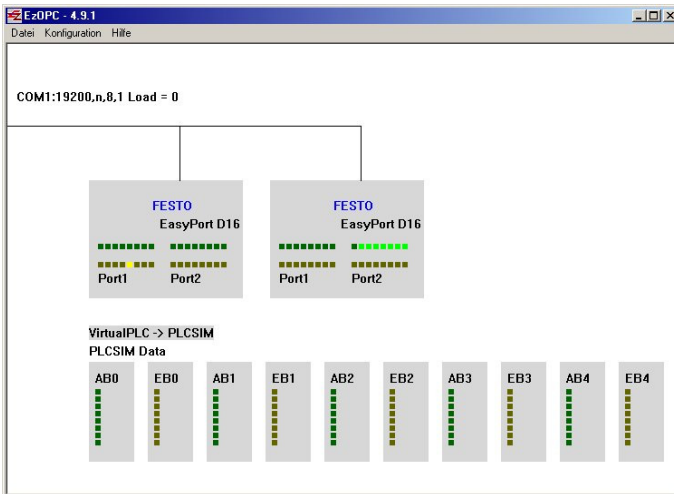 EzOPC - 4.9.1
Datei Konfiguration Hilfe
COM1:19200,n,8,1 Load = 0
FESTO
EasyPort D16
Port1 Port2
FESTO
EasyPort D16
Port1 Port2
VirtualPLC -> PLCSIM
PLCSIM Data
AB0 EB0 AB1 EB1 AB2 EB2 AB3 EB3 AB4 EB4